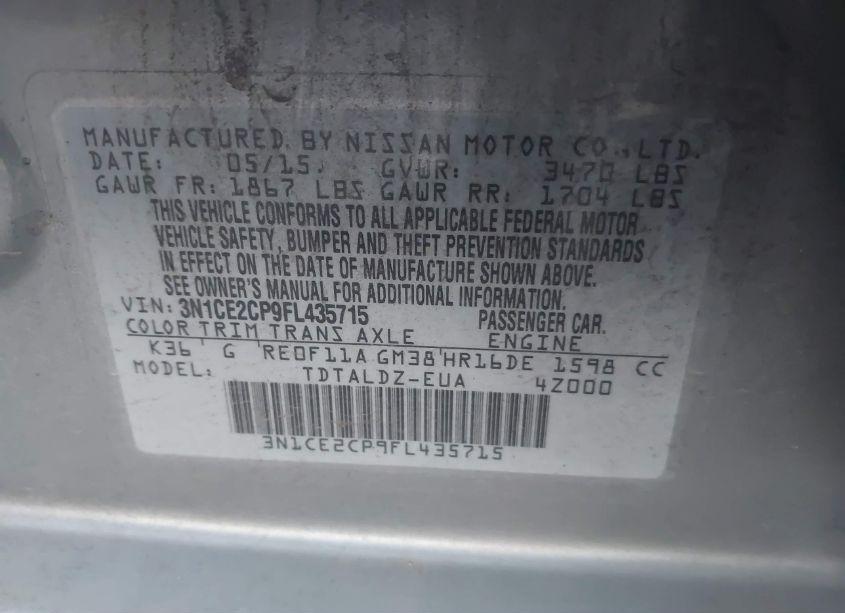 MANUFACTURED BY NISSAN MOTOR CO., LTD.
DATE: 05/15 GVWR: 3470 LBS
GAWR FR: 1867 LBS GAWR RR: 1704 LBS
THIS VEHICLE CONFORMS TO ALL APPLICABLE FEDERAL MOTOR
VEHICLE SAFETY, BUMPER AND THEFT PREVENTION STANDARDS
IN EFFECT ON THE DATE OF MANUFACTURE SHOWN ABOVE.
SEE OWNER'S MANUAL FOR ADDITIONAL INFORMATION.
VIN: 3N1CE2CP9FL435715 PASSENGER CAR.
COLOR TRIM TRANS AXLE ENGINE
K36 G RE0F11A GM38 HR16DE 1598 CC
MODEL: TDTALDZ-EUA 4Z000
3N1CE2CP9FL435715